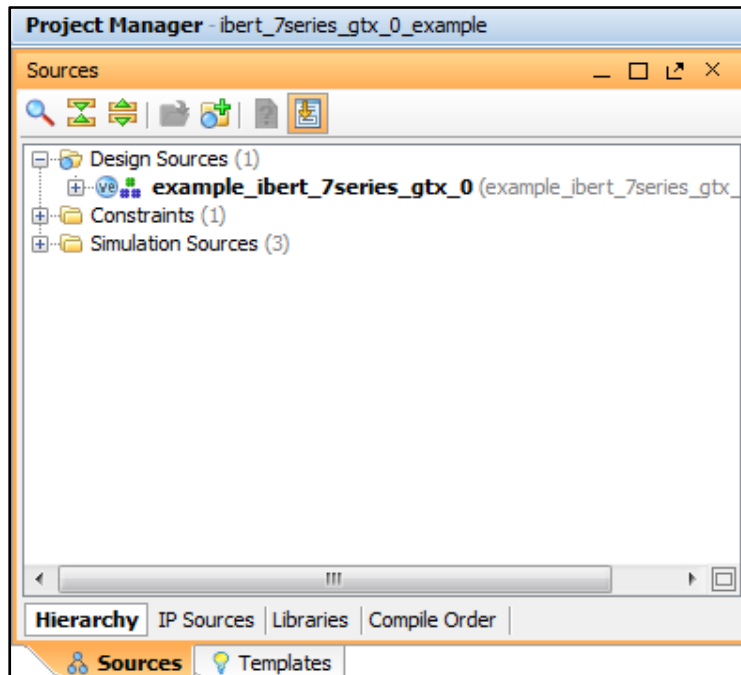 Project Manager - ibert_7series_gtx_0_example
Sources
Design Sources (1)
ve example_ibert_7series_gtx_0 (example_ibert_7series_gtx_
Constraints (1)
Simulation Sources (3)
Hierarchy IP Sources Libraries Compile Order
Sources Templates